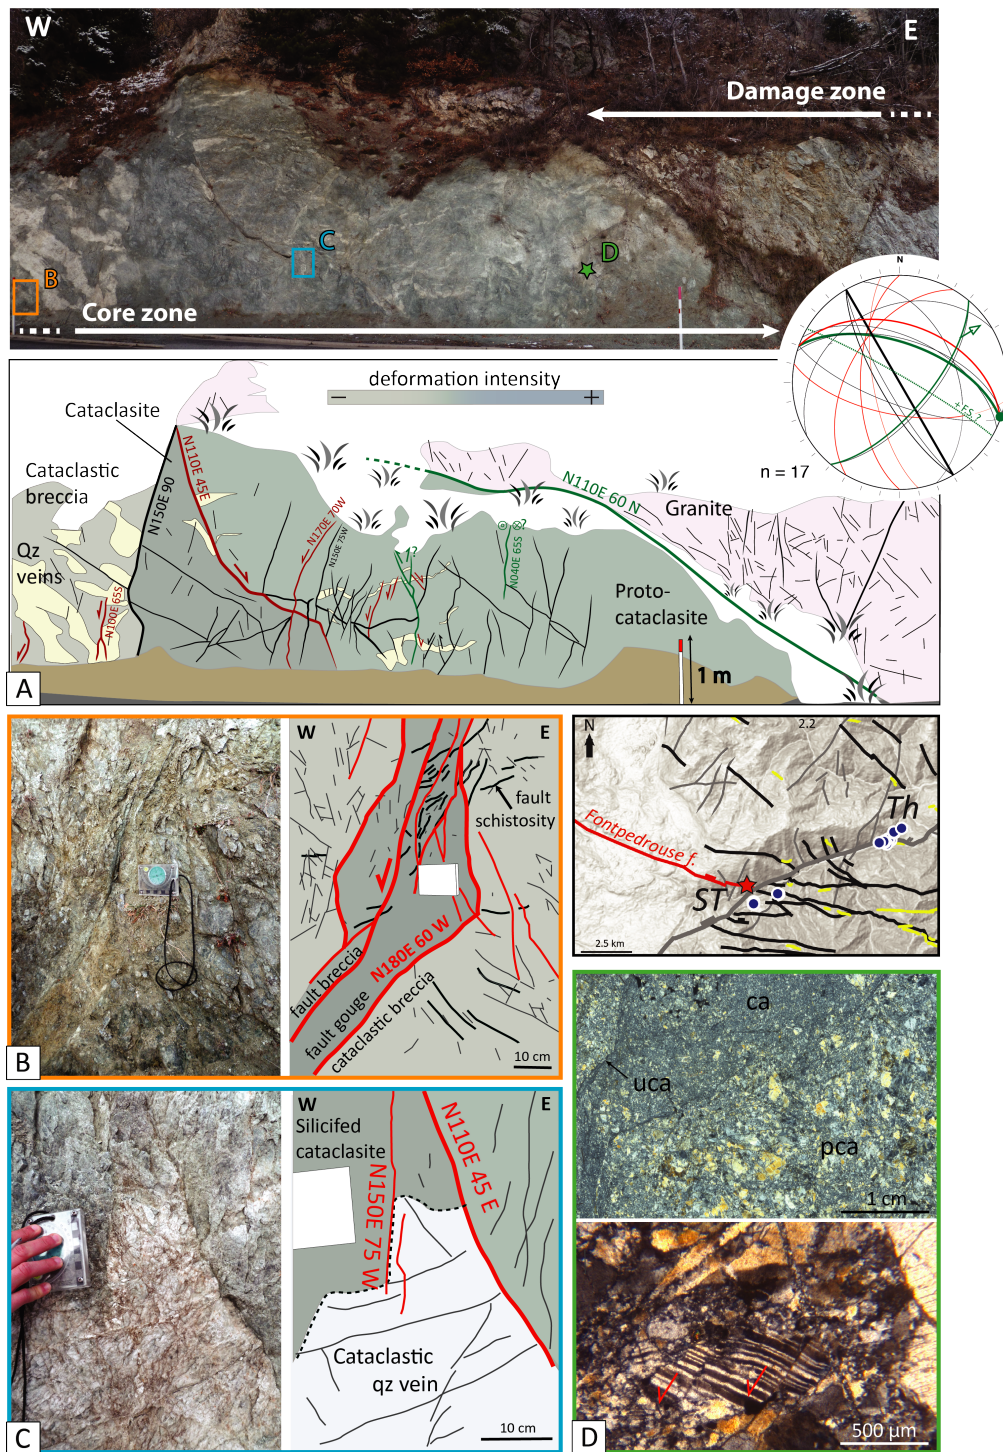 W
E
Damage zone
B
C
D
Core zone
N
+F.S.?
n = 17
deformation intensity
−
+
Cataclasite
Cataclastic
breccia
Qz
veins
N150E 90
N110E 45E
N100E 65S
N170E 70W
N150E 75W
1?
?
N040E 65S
N110E 60 N
Granite
Proto-
cataclasite
1 m
A
W
E
fault
schistosity
fault breccia
fault gouge
cataclastic breccia
N180E 60 W
10 cm
B
N
2.2
Th
Fontpedrouse f.
ST
2.5 km
W
E
Silicifed
cataclasite
N150E 75 W
N110E 45 E
Cataclastic
qz vein
10 cm
C
ca
uca
pca
1 cm
500 µm
D